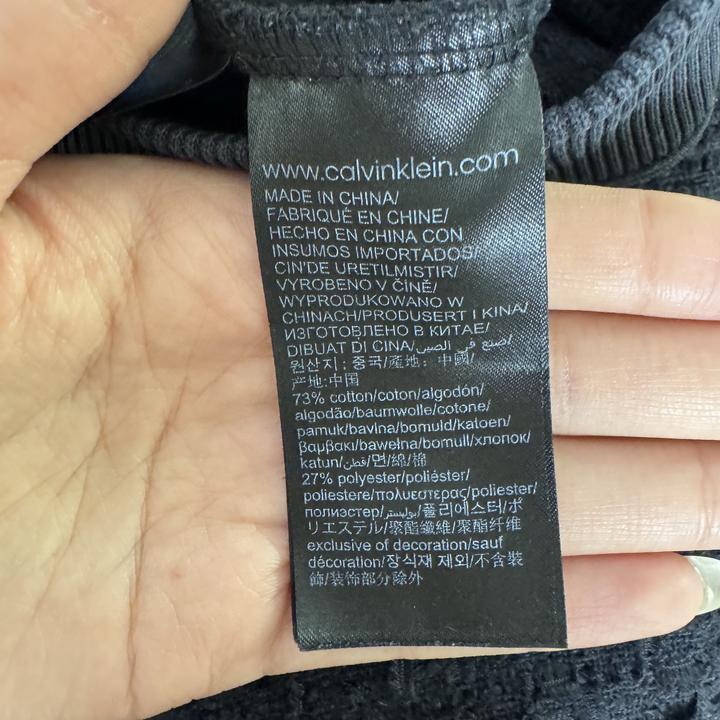 www.calvinklein.com
MADE IN CHINA/
FABRIQUÉ EN CHINE/
HECHO EN CHINA CON
INSUMOS IMPORTADOS/
CIN'DE URETILMISTIR/
VYROBENO V ČÍNĚ/
WYPRODUKOWANO W
CHINACH/PRODUSERT I KINA/
ИЗГОТОВЛЕНО В КИТАЕ/
DIBUAT DI CINA/صنع في الصين/
원산지 : 중국/產地: 中國/
产地:中国
73% cotton/coton/algodón/
algodão/baumwolle/cotone/
pamuk/bavlna/bomuld/katoen/
βαμβακι/bawełna/bomull/хлопок/
katun/قطن/면/綿/棉
27% polyester/poliéster/
poliestere/πολυεστερας/poliester/
полиэстер/بوليستر/폴리에스터/ポ
リエステル/聚酯纖維/聚酯纤维
exclusive of decoration/sauf
décoration/장식재 제외/不含裝
飾/装饰部分除外